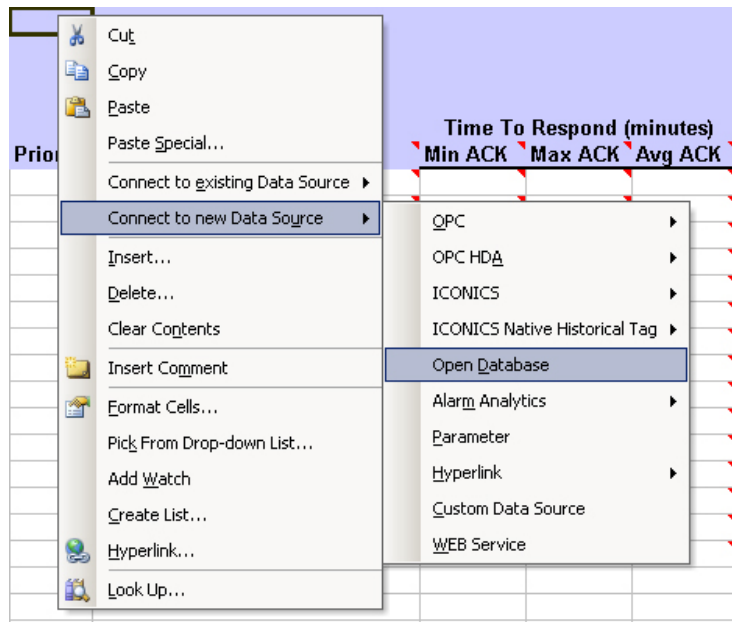 Cut
Copy
Paste
Paste Special...
Connect to existing Data Source
Connect to new Data Source
Insert...
Delete...
Clear Contents
Insert Comment
Format Cells...
Pick From Drop-down List...
Add Watch
Create List...
Hyperlink...
Look Up...
Time To Respond (minutes)
Min ACK Max ACK Avg ACK
OPC
OPC HDA
ICONICS
ICONICS Native Historical Tag
Open Database
Alarm Analytics
Parameter
Hyperlink
Custom Data Source
WEB Service